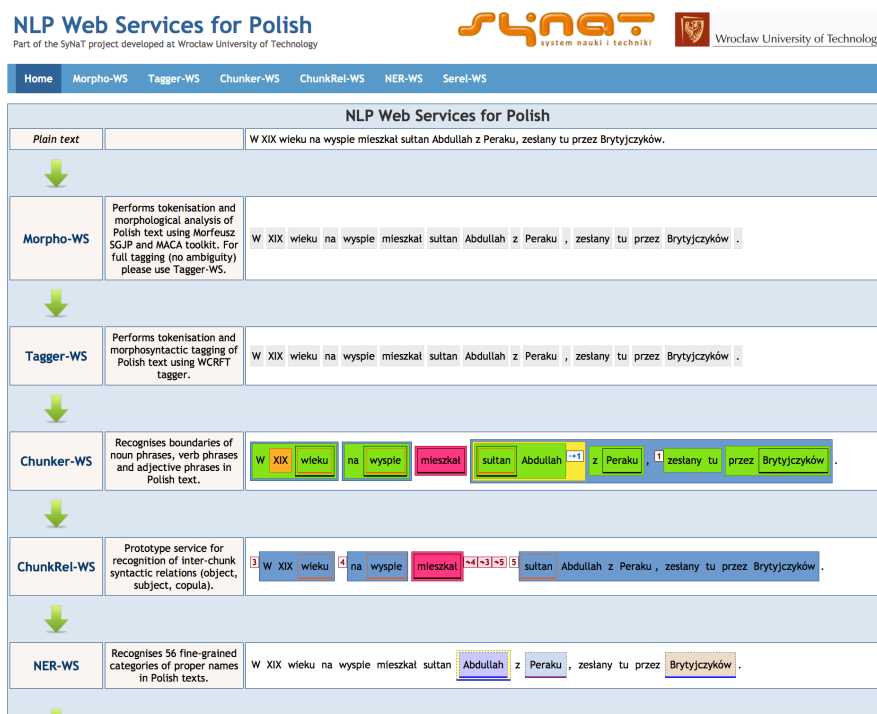 NLP Web Services for Polish
Part of the SyNaT project developed at Wrocław University of Technology
SYNAT
system nauki i techniki
Wrocław University of Technolog
Home Morpho-WS Tagger-WS Chunker-WS ChunkRel-WS NER-WS Serel-WS
NLP Web Services for Polish
Plain text
W XIX wieku na wyspie mieszkał sułtan Abdullah z Peraku, zesłany tu przez Brytyjczyków.
Morpho-WS
Performs tokenisation and
morphological analysis of
Polish text using Morfeusz
SGJP and MACA toolkit. For
full tagging (no ambiguity)
please use Tagger-WS.
W XIX wieku na wyspie mieszkał sułtan Abdullah z Peraku , zesłany tu przez Brytyjczyków .
Tagger-WS
Performs tokenisation and
morphosyntactic tagging of
Polish text using WCRFT
tagger.
W XIX wieku na wyspie mieszkał sułtan Abdullah z Peraku , zesłany tu przez Brytyjczyków .
Chunker-WS
Recognises boundaries of
noun phrases, verb phrases
and adjective phrases in
Polish text.
W XIX wieku na wyspie mieszkał sułtan Abdullah →1 z Peraku , 1 zesłany tu przez Brytyjczyków .
ChunkRel-WS
Prototype service for
recognition of inter-chunk
syntactic relations (object,
subject, copula).
3 W XIX wieku 4 na wyspie mieszkał ~4 ~3 ~5 5 sułtan Abdullah z Peraku , zesłany tu przez Brytyjczyków .
NER-WS
Recognises 56 fine-grained
categories of proper names
in Polish texts.
W XIX wieku na wyspie mieszkał sułtan Abdullah z Peraku , zesłany tu przez Brytyjczyków .